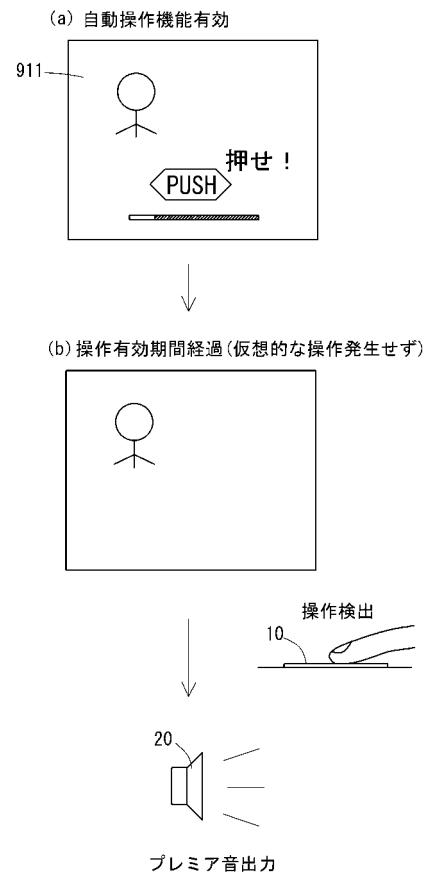 (a) 自動操作機能有効
911
押せ！
PUSH
(b) 操作有効期間経過(仮想的な操作発生せず)
操作検出
10
20
プレミア音出力